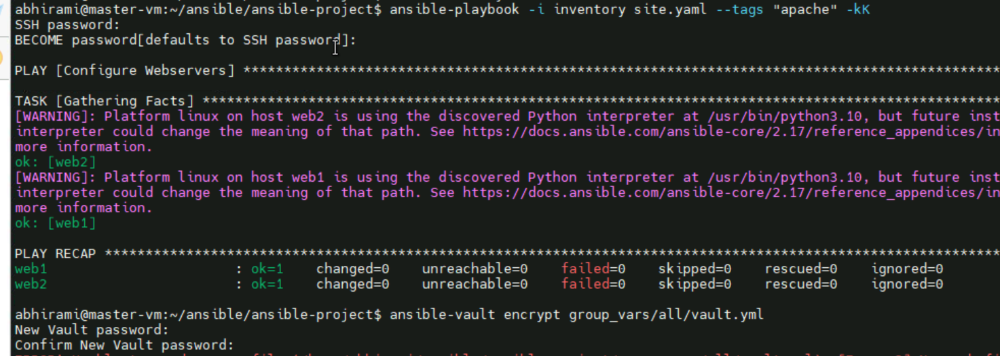 abhirami@master-vm:~/ansible/ansible-project$ ansible-playbook -i inventory site.yaml --tags "apache" -kK
SSH password:
BECOME password[defaults to SSH password]:
PLAY [Configure Webservers] ****************************************************************************************************
TASK [Gathering Facts] *********************************************************************************************************
[WARNING]: Platform linux on host web2 is using the discovered Python interpreter at /usr/bin/python3.10, but future inst
interpreter could change the meaning of that path. See https://docs.ansible.com/ansible-core/2.17/reference_appendices/in
more information.
ok: [web2]
[WARNING]: Platform linux on host web1 is using the discovered Python interpreter at /usr/bin/python3.10, but future inst
interpreter could change the meaning of that path. See https://docs.ansible.com/ansible-core/2.17/reference_appendices/in
more information.
ok: [web1]
PLAY RECAP *********************************************************************************************************************
web1 : ok=1 changed=0 unreachable=0 failed=0 skipped=0 rescued=0 ignored=0
web2 : ok=1 changed=0 unreachable=0 failed=0 skipped=0 rescued=0 ignored=0
abhirami@master-vm:~/ansible/ansible-project$ ansible-vault encrypt group_vars/all/vault.yml
New Vault password:
Confirm New Vault password: